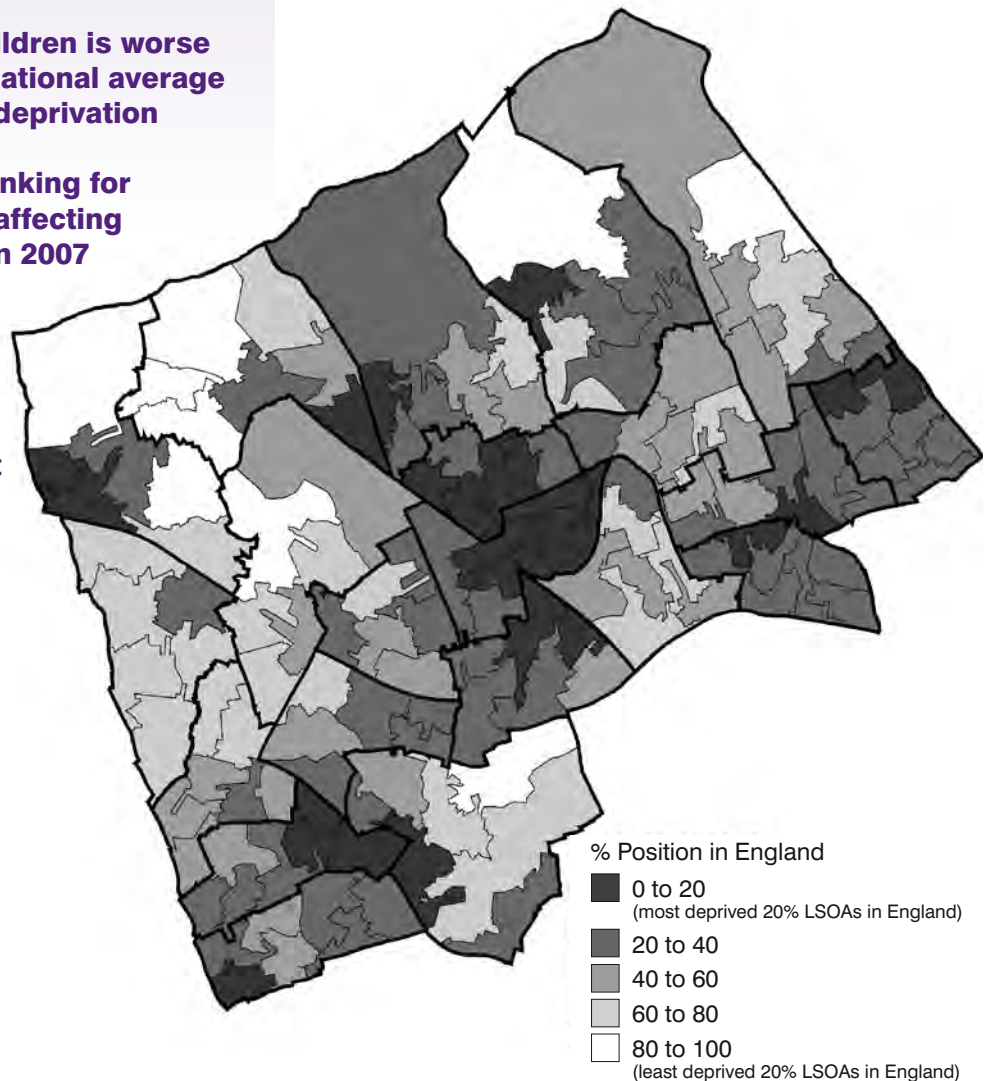 ildren is worse
ational average
deprivation
nking for
affecting
n 2007
% Position in England
0 to 20
(most deprived 20% LSOAs in England)
20 to 40
40 to 60
60 to 80
80 to 100
(least deprived 20% LSOAs in England)